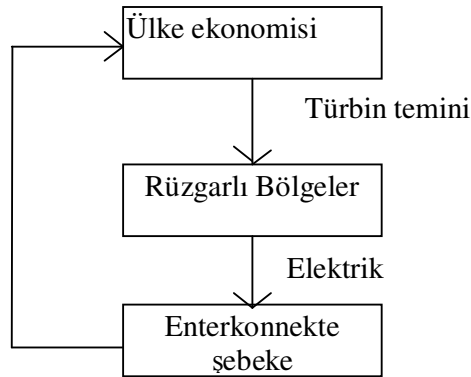 Ülke ekonomisi
Türbin temini
Rüzgarlı Bölgeler
Elektrik
Enterkonnekte
şebeke